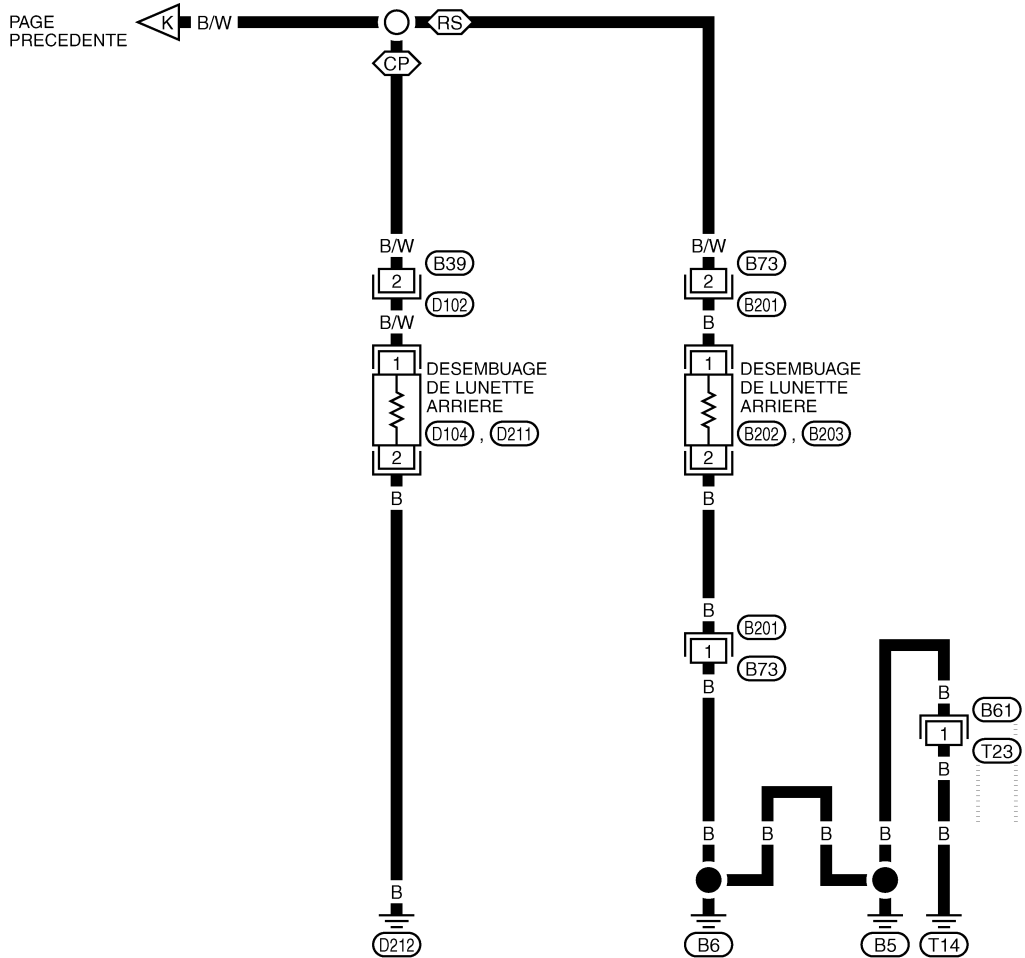 PAGE
PRECEDENTE
K
B/W
RS
CP
B/W
B/W
2
B39
2
B73
D102
B201
B/W
B
1
1
DESEMBUAGE
DE LUNETTE
ARRIERE
DESEMBUAGE
DE LUNETTE
ARRIERE
D104 , D211
B202 , B203
2
2
B
B
B
B201
1
B73
B
B
B61
1
T23
B
B
B
B
B
B
B
D212
B6
B5
T14